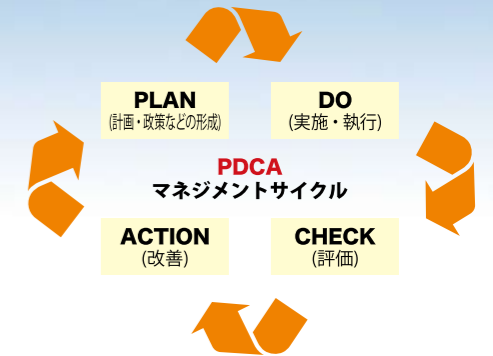 PLAN
(計画・政策などの形成)
DO
(実施・執行)
PDCA
マネジメントサイクル
ACTION
(改善)
CHECK
(評価)